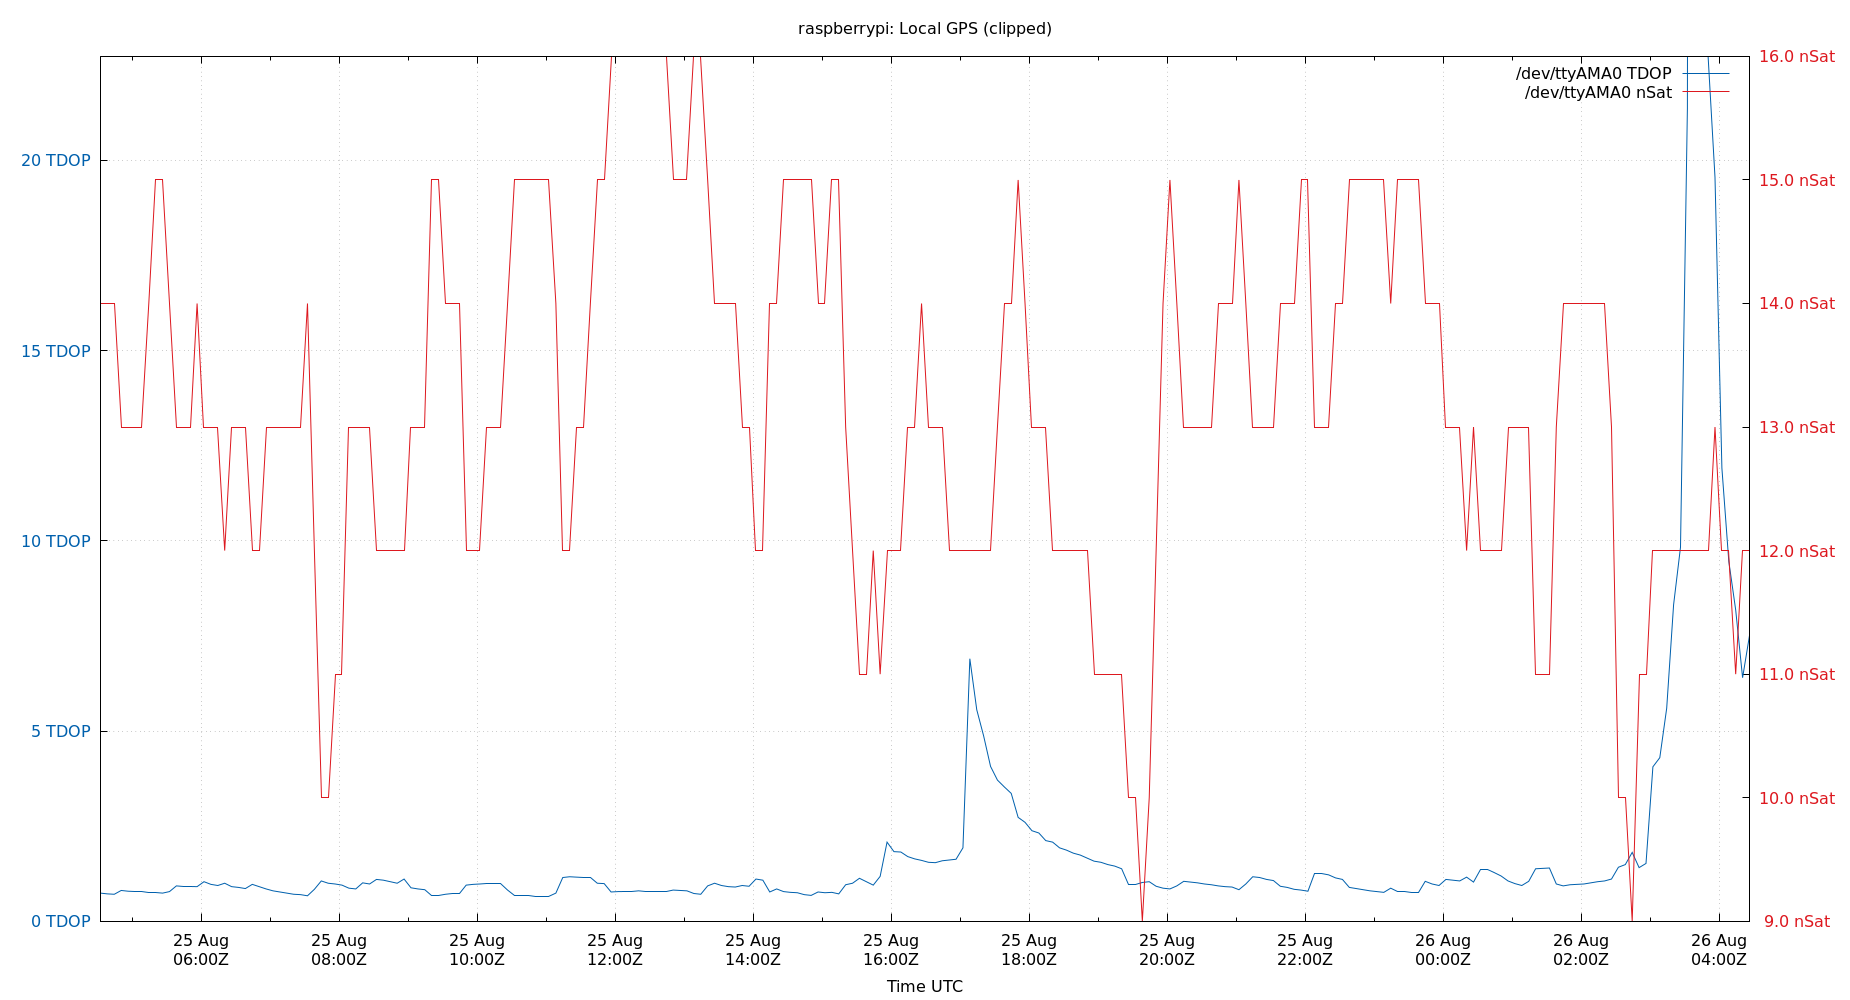 raspberrypi: Local GPS (clipped)
16.0 nSat
/dev/ttyAMA0 TDOP
/dev/ttyAMA0 nSat
20 TDOP
15.0 nSat
14.0 nSat
15 TDOP
13.0 nSat
10 TDOP
12.0 nSat
11.0 nSat
5 TDOP
10.0 nSat
0 TDOP
9.0 nSat
25 Aug 25 Aug 25 Aug 25 Aug 25 Aug 25 Aug 25 Aug 25 Aug 25 Aug 26 Aug 26 Aug 26 Aug
06:00Z 08:00Z 10:00Z 12:00Z 14:00Z 16:00Z 18:00Z 20:00Z 22:00Z 00:00Z 02:00Z 04:00Z
Time UTC